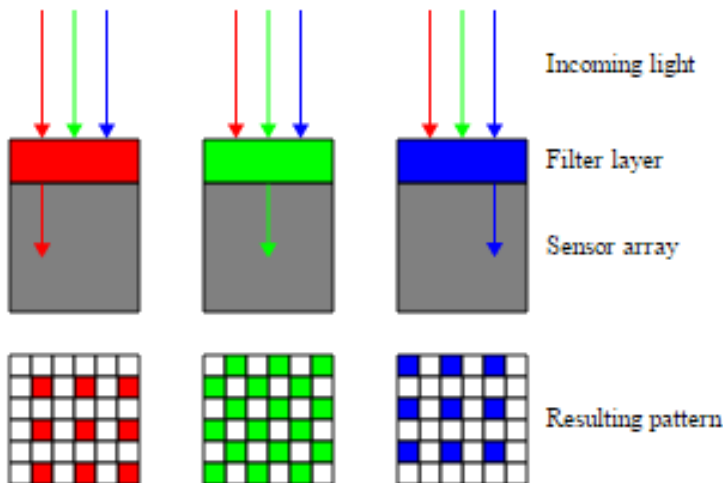 Incoming light
Filter layer
Sensor array
Resulting pattern